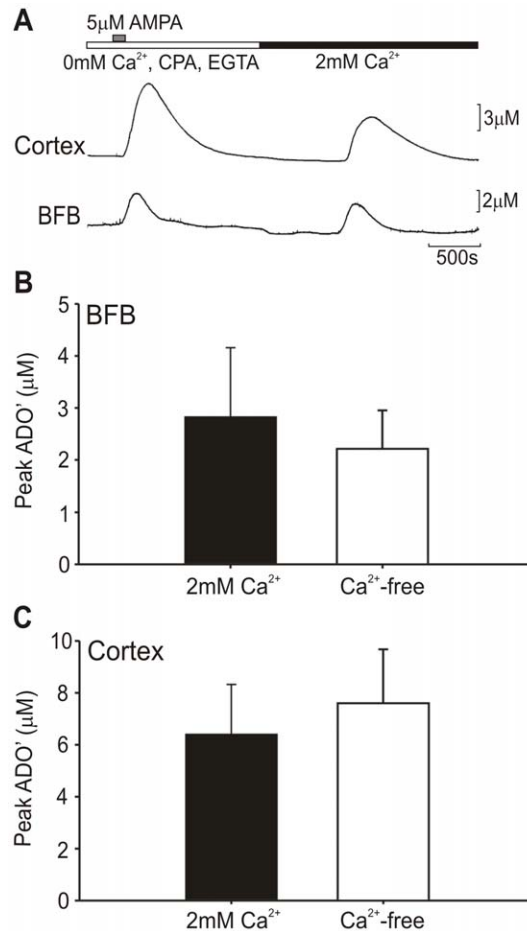 A
5μM AMPA
0mM Ca²⁺, CPA, EGTA 2mM Ca²⁺
3μM
Cortex
2μM
BFB
500s
B
BFB
Peak ADO' (μM)
5
4
3
2
1
0
2mM Ca²⁺ Ca²⁺-free
C
Cortex
Peak ADO' (μM)
10
8
6
4
2
0
2mM Ca²⁺ Ca²⁺-free